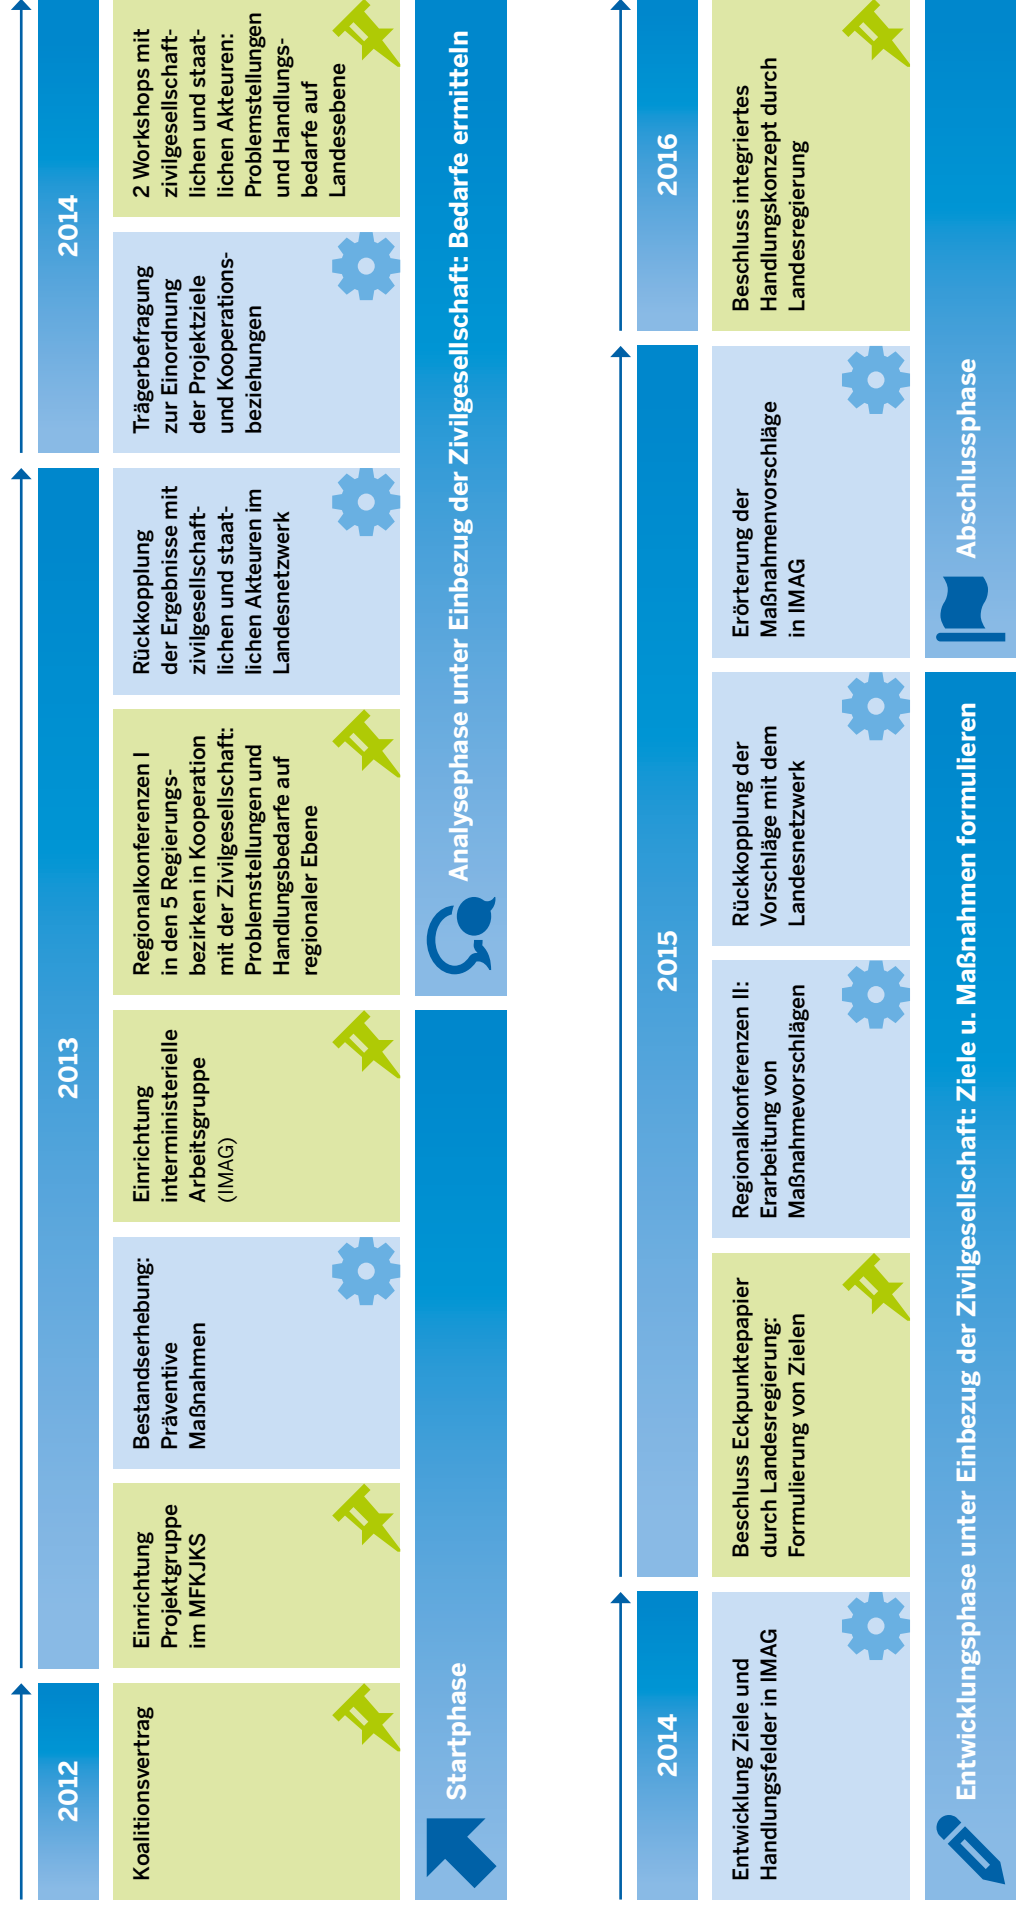 2012
2013
2014
Koalitionsvertrag
Einrichtung
Projektgruppe
im MFKJKS
Bestandserhebung:
Präventive
Maßnahmen
Einrichtung
interministerielle
Arbeitsgruppe
(IMAG)
Regionalkonferenzen I
in den 5 Regierungs-
bezirken in Kooperation
mit der Zivilgesellschaft:
Problemstellungen und
Handlungsbedarfe auf
regionaler Ebene
Rückkopplung
der Ergebnisse mit
zivilgesellschaft-
lichen und staat-
lichen Akteuren im
Landesnetzwerk
Trägerbefragung
zur Einordnung
der Projektziele
und Kooperations-
beziehungen
2 Workshops mit
zivilgesellschaft-
lichen und staat-
lichen Akteuren:
Problemstellungen
und Handlungs-
bedarfe auf
Landesebene
Startphase
Analysephase unter Einbezug der Zivilgesellschaft: Bedarfe ermitteln
2014
2015
2016
Entwicklung Ziele und
Handlungsfelder in IMAG
Beschluss Eckpunktepapier
durch Landesregierung:
Formulierung von Zielen
Regionalkonferenzen II:
Erarbeitung von
Maßnahmevorschlägen
Rückkopplung der
Vorschläge mit dem
Landesnetzwerk
Erörterung der
Maßnahmenvorschläge
in IMAG
Beschluss integriertes
Handlungskonzept durch
Landesregierung
Entwicklungsphase unter Einbezug der Zivilgesellschaft: Ziele u. Maßnahmen formulieren
Abschlussphase